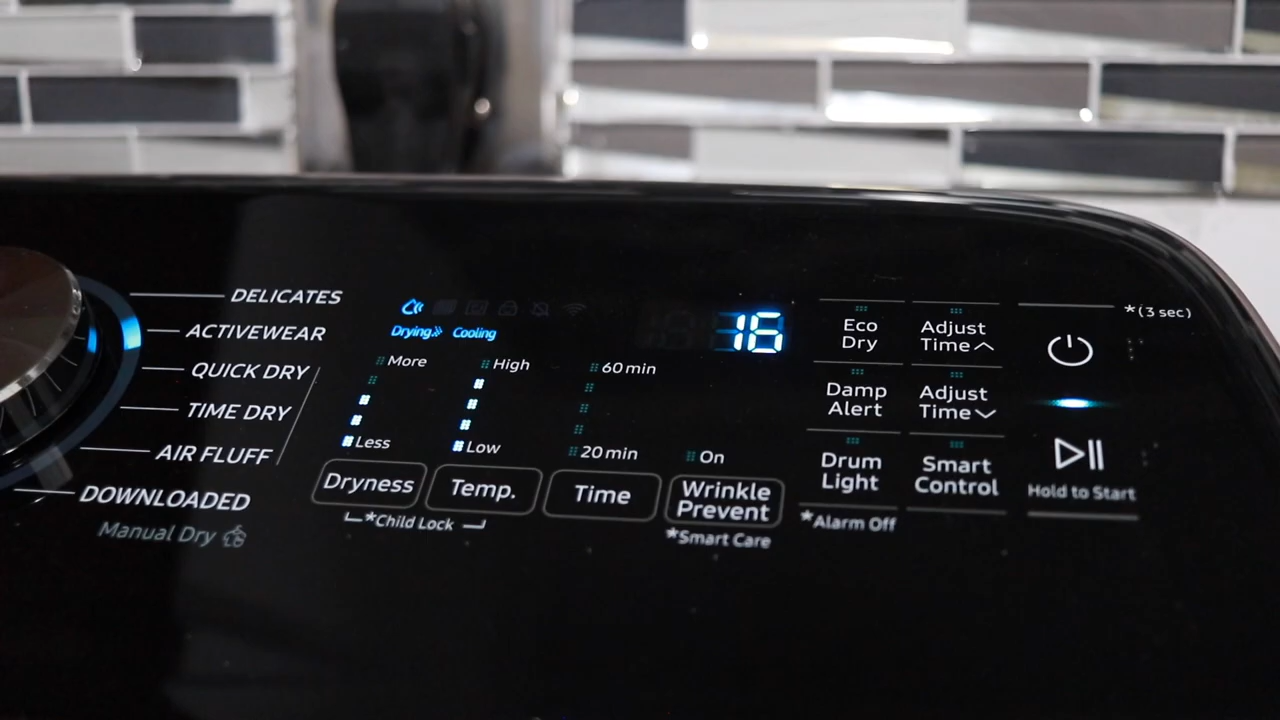 DELICATES
ACTIVEWEAR
QUICK DRY
TIME DRY
AIR FLUFF
DOWNLOADED
Manual Dry
Drying Cooling
More
Less
Dryness
High
Low
Temp.
*Child Lock
60 min
20 min
Time
On
Wrinkle
Prevent
*Smart Care
16
Eco
Dry
Damp
Alert
Drum
Light
*Alarm Off
Adjust
Time
Adjust
Time
Smart
Control
*(3 sec)
Hold to Start